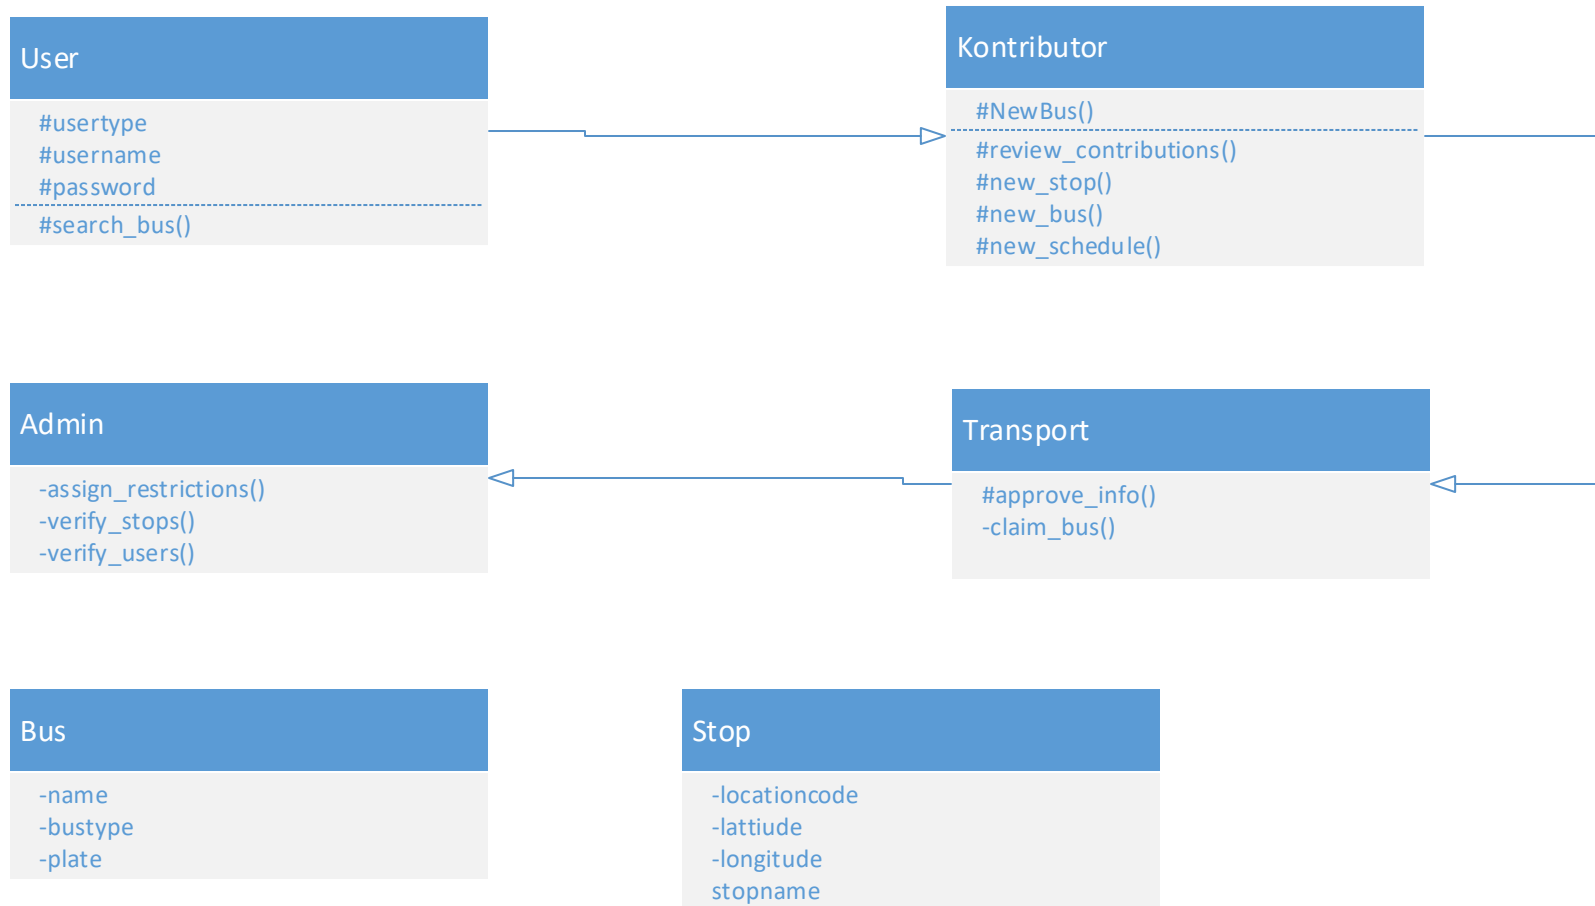 User
#usertype
#username
#password
#search_bus()
Kontributor
#NewBus()
#review_contributions()
#new_stop()
#new_bus()
#new_schedule()
Admin
-assign_restrictions()
-verify_stops()
-verify_users()
Transport
#approve_info()
-claim_bus()
Bus
-name
-bustype
-plate
Stop
-locationcode
-lattiude
-longitude
stopname